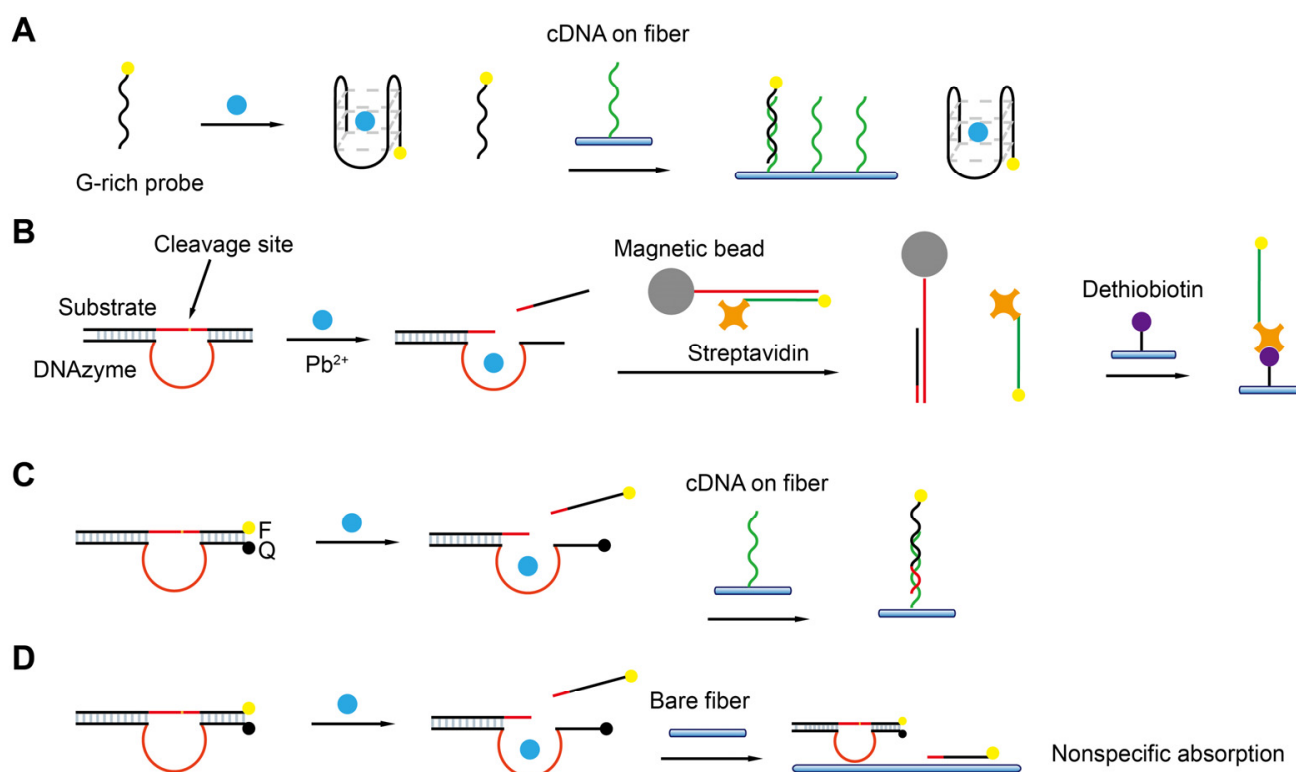 A
cDNA on fiber
G-rich probe
B
Cleavage site
Magnetic bead
Substrate
Dethiobiotin
DNAzyme
Pb²⁺
Streptavidin
C
cDNA on fiber
F
Q
D
Bare fiber
Nonspecific absorption